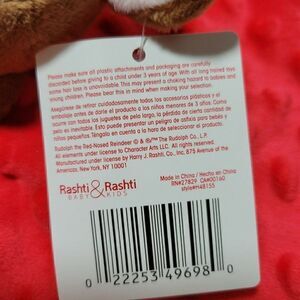 Please make sure all plastic attachments and packaging are carefully
discarded before giving to a child under 3 years of age. With all long haired toys
some hair loss is unavoidable. This may present a choking hazard to babies and
young children. Please bear this in mind when making your selection.
Asegúrese de retirar cuidadosamente todos los accesorios plásticos y el
embalaje antes de darle el producto a los niños menores de 3 años. Como
ocurre con todos los juguetes de pelo largo, la pérdida de cierta cantidad de
pelo es inevitable. Esto puede presentar un peligro de asfixia para bebés y
niños pequeños. Téngalo en cuenta a la hora de seleccionar el producto.
Rudolph the Red-Nosed Reindeer © & ®/™ The Rudolph Co., L.P.
All elements under license to Character Arts LLC. All rights reserved.
Manufactured under license by Harry J. Rashti, Co., Inc. 875 Avenue of the
Americas, New York, NY 10001
Rashti & Rashti
BABY KIDS
Made in China / Hecho en China
RN#27829 CA#00160
style#H48155
0 22253 49698 0